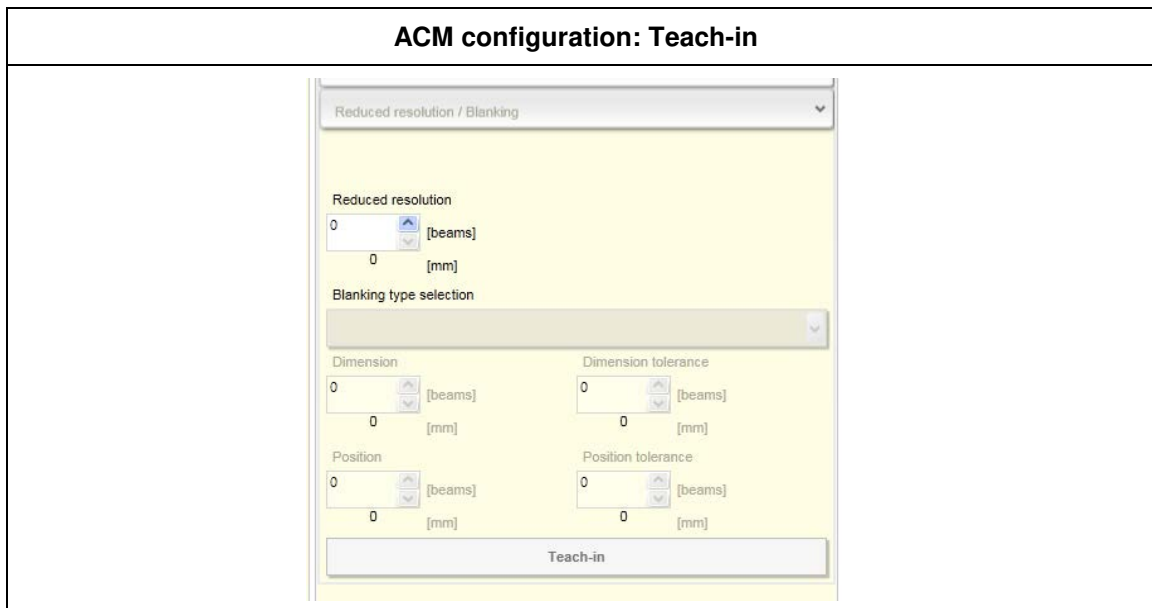 ACM configuration: Teach-in
Reduced resolution / Blanking
Reduced resolution
0 [beams]
0 [mm]
Blanking type selection
Dimension Dimension tolerance
0 [beams] 0 [beams]
0 [mm] 0 [mm]
Position Position tolerance
0 [beams] 0 [beams]
0 [mm] 0 [mm]
Teach-in